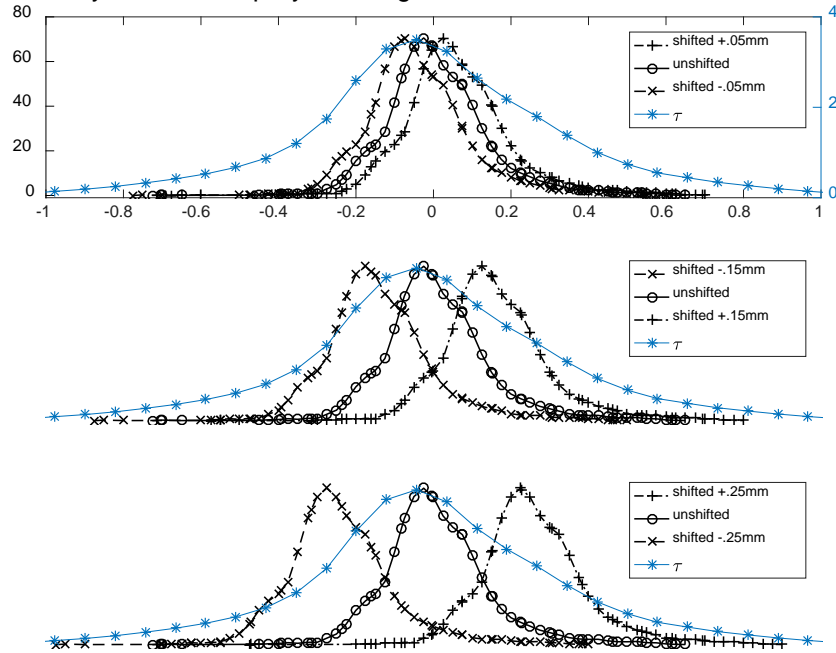 80
60
40
20
0
4
2
0
-1 -0.8 -0.6 -0.4 -0.2 0 0.2 0.4 0.6 0.8 1
shifted +.05mm
unshifted
shifted -.05mm
τ
shifted -.15mm
unshifted
shifted +.15mm
τ
shifted +.25mm
unshifted
shifted -.25mm
τ